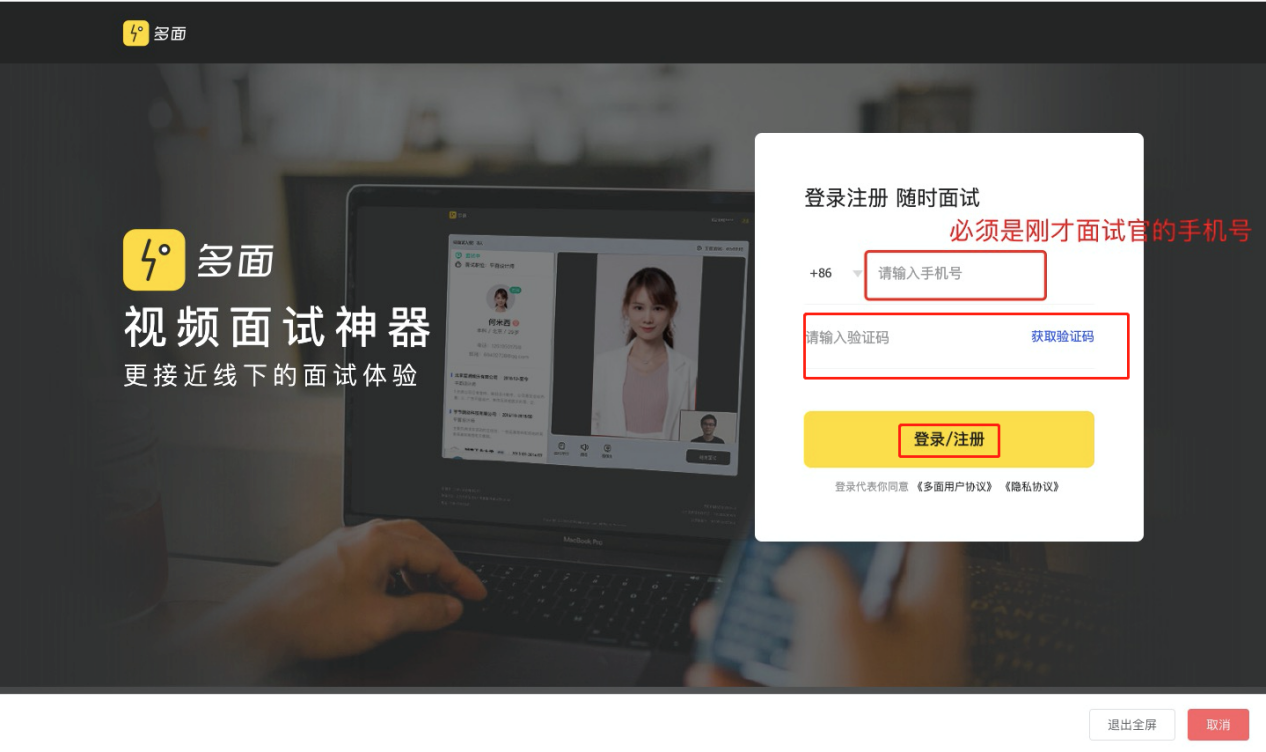 多面
登录注册 随时面试
必须是刚才面试官的手机号
+86
请输入手机号
请输入验证码
获取验证码
登录/注册
登录代表你同意 《多面用户协议》 《隐私协议》
多面
视频面试神器
更接近线下的面试体验
何米西
MacBook Pro
退出全屏
取消